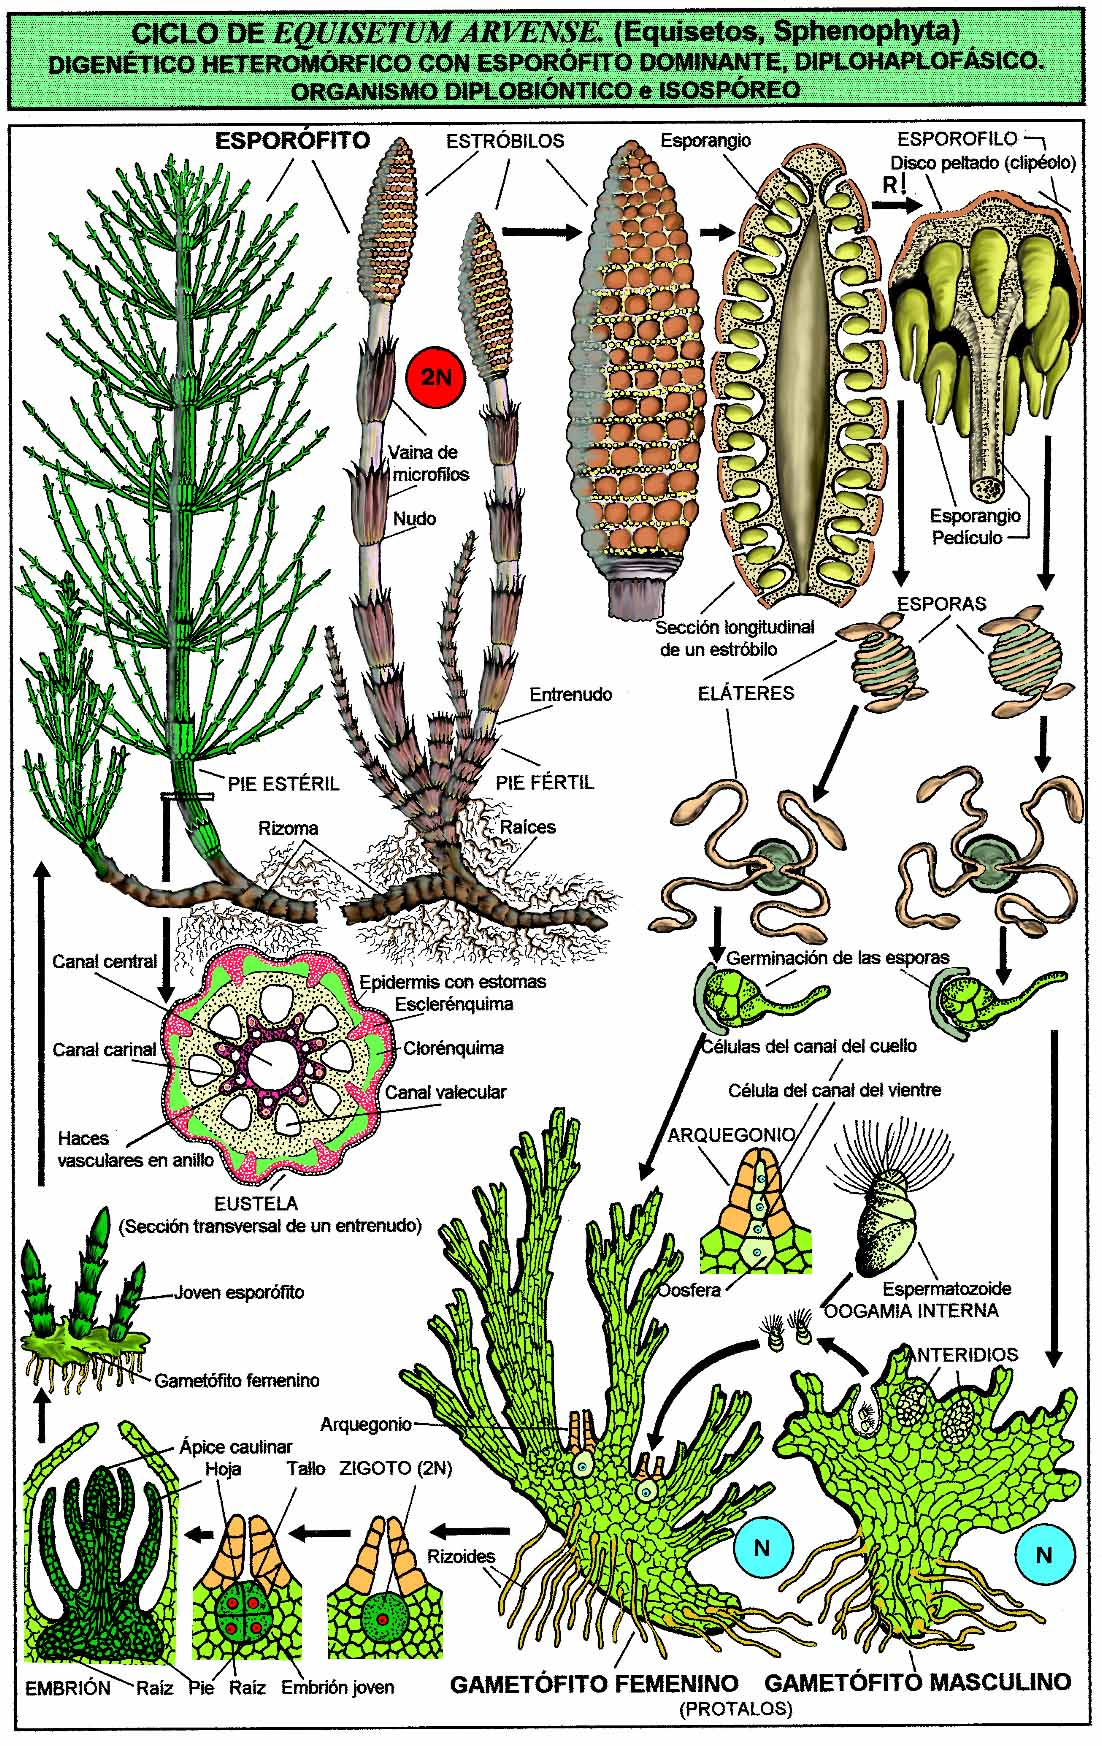 CICLO DE EQUISETUM ARVENSE. (Equisetos, Sphenophyta)
DIGENÉTICO HETEROMÓRFICO CON ESPORÓFITO DOMINANTE, DIPLOHAPLOFÁSICO.
ORGANISMO DIPLOBIÓNTICO e ISOSPÓREO
ESPORÓFITO
ESTRÓBILOS
Esporangio
ESPOROFILO
Disco peltado (clipéolo)
R!
2N
Vaina de
microfilos
Nudo
Esporangio
Pedículo
ESPORAS
Sección longitudinal
de un estróbilo
ELÁTERES
Entrenudo
PIE ESTÉRIL
PIE FÉRTIL
Rizoma
Raíces
Canal central
Epidermis con estomas
Esclerénquima
Germinación de las esporas
Canal carinal
Clorénquima
Células del canal del cuello
Canal valecular
Célula del canal del vientre
Haces
vasculares en anillo
ARQUEGONIO
EUSTELA
(Sección transversal de un entrenudo)
Joven esporófito
Oosfera
Espermatozoide
OOGAMIA INTERNA
Gametófito femenino
ANTERIDIOS
Arquegonio
Ápice caulinar
Hoja
Tallo
ZIGOTO (2N)
Rizoides
N
N
EMBRIÓN
Raíz
Pie
Raíz
Embrión joven
GAMETÓFITO FEMENINO
GAMETÓFITO MASCULINO
(PROTALOS)